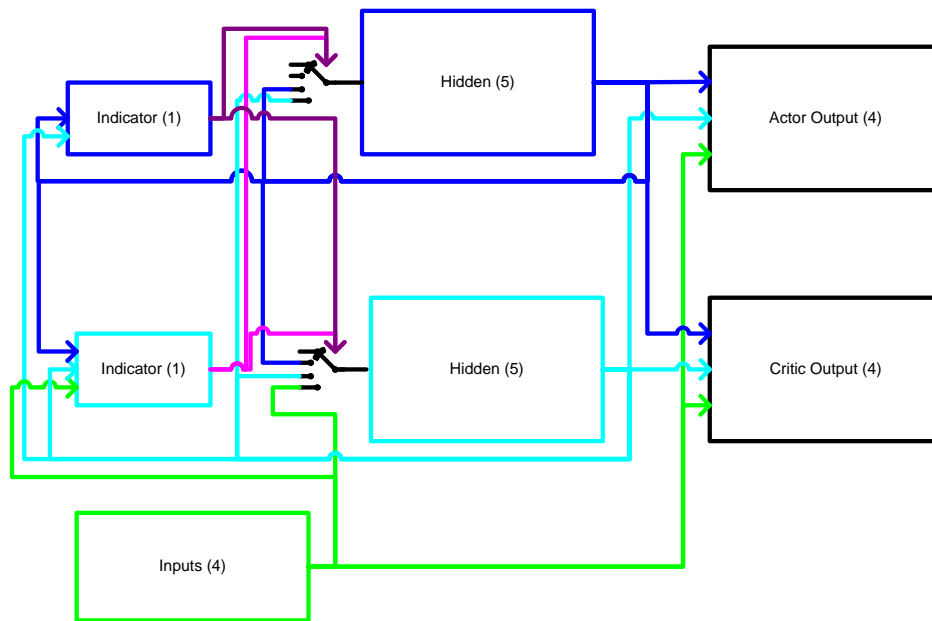 Indicator (1)
Hidden (5)
Actor Output (4)
Indicator (1)
Hidden (5)
Critic Output (4)
Inputs (4)